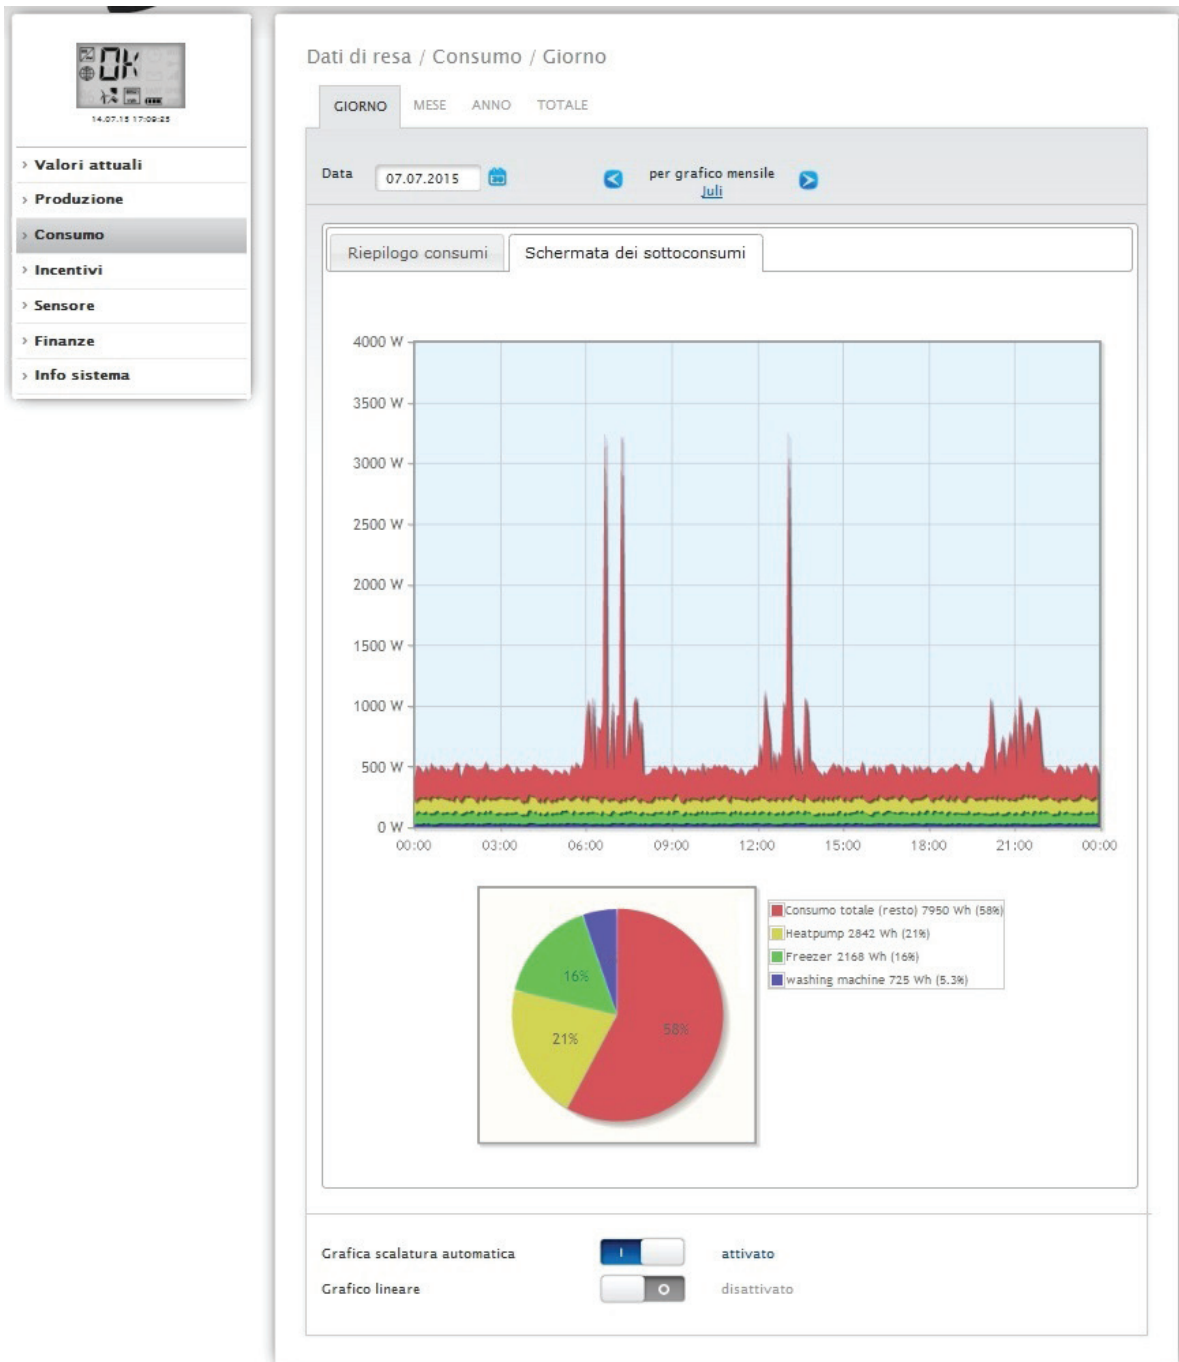 OK
14.07.15 17:09:25
› Valori attuali
› Produzione
› Consumo
› Incentivi
› Sensore
› Finanze
› Info sistema
Dati di resa / Consumo / Giorno
GIORNO MESE ANNO TOTALE
Data 07.07.2015 per grafico mensile
Juli
Riepilogo consumi Schermata dei sottoconsumi
4000 W
3500 W
3000 W
2500 W
2000 W
1500 W
1000 W
500 W
0 W
00:00 03:00 06:00 09:00 12:00 15:00 18:00 21:00 00:00
16%
21%
58%
Consumo totale (resto) 7950 Wh (58%)
Heatpump 2842 Wh (21%)
Freezer 2168 Wh (16%)
washing machine 725 Wh (5.3%)
Grafica scalatura automatica I attivato
Grafico lineare O disattivato